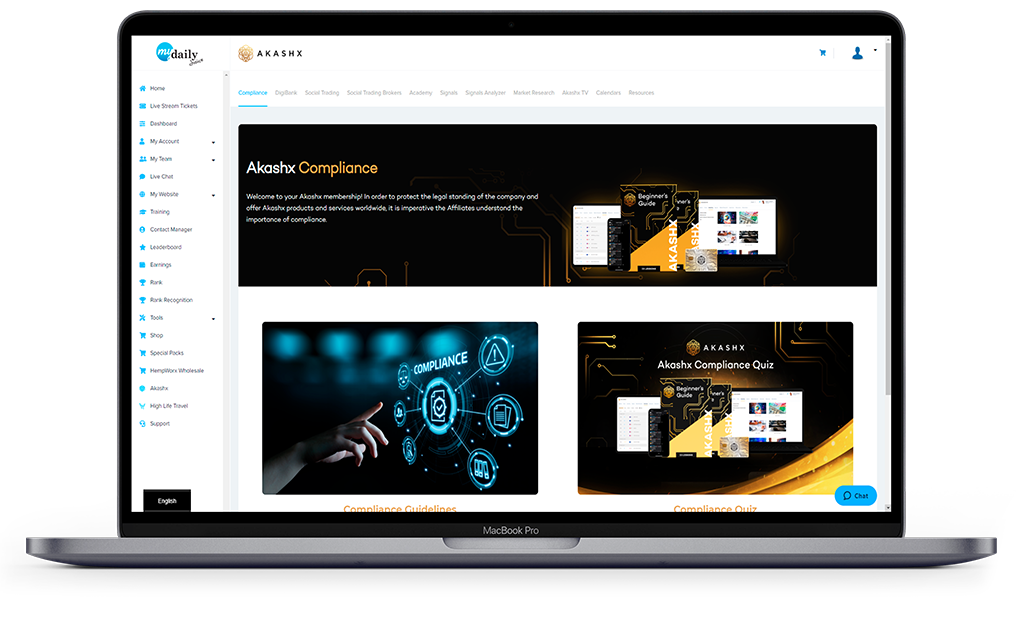 my daily
AKASHX
Home
Live Stream Tickets
Dashboard
My Account
My Team
Live Chat
My Website
Training
Contact Manager
Leaderboard
Earnings
Rank
Rank Recognition
Tools
Shop
Special Packs
HempWorx Wholesale
Akashx
High Life Travel
Support
English
Compliance DigiBank Social Trading Social Trading Brokers Academy Signals Signals Analyzer Market Research Akashx TV Calendars Resources
Akashx Compliance
Welcome to your Akashx membership! In order to protect the legal standing of the company and
offer Akashx products and services worldwide, it is imperative the Affiliates understand the
importance of compliance.
Beginner's
Guide
AKASHX
COMPLIANCE
Compliance Guidelines
AKASHX
Akashx Compliance Quiz
Beginner's
Guide
AKASHX
Compliance Quiz
Chat
MacBook Pro